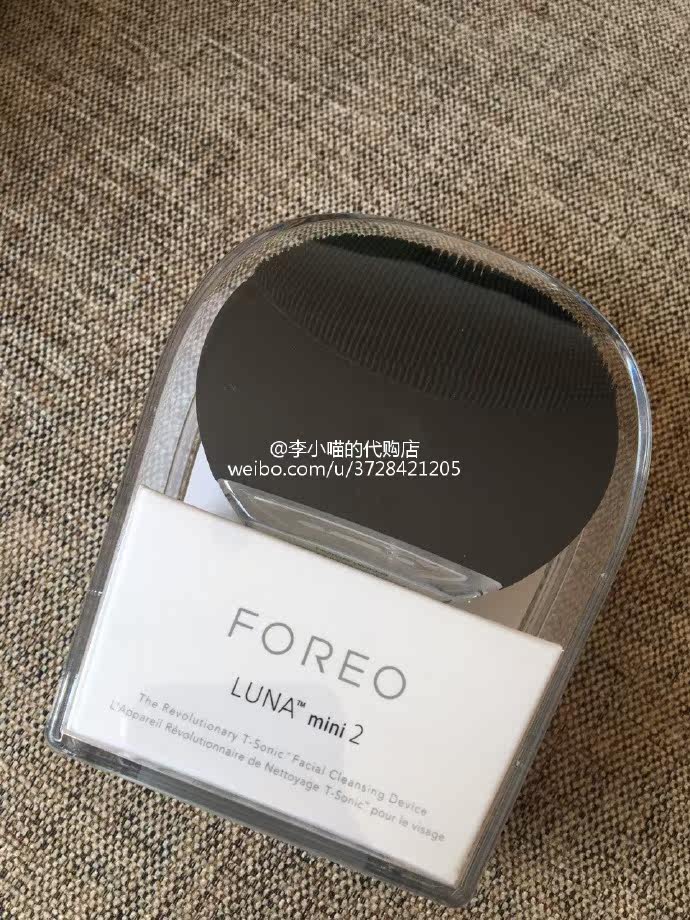 @李小喵的代购店
weibo.com/u/3728421205
FOREO
LUNA™ mini 2
The Revolutionary T-Sonic™ Facial Cleansing Device
L'Appareil Révolutionnaire de Nettoyage T-Sonic™ pour le visage